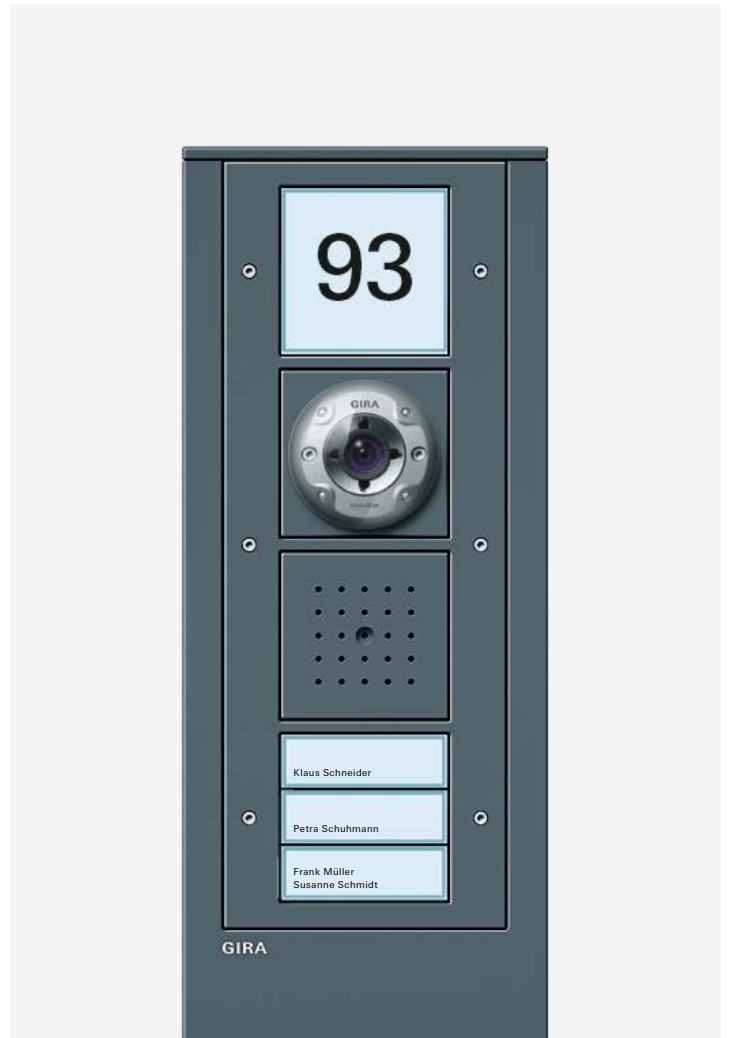 93
GIRA
Klaus Schneider
Petra Schuhmann
Frank Müller
Susanne Schmidt
GIRA